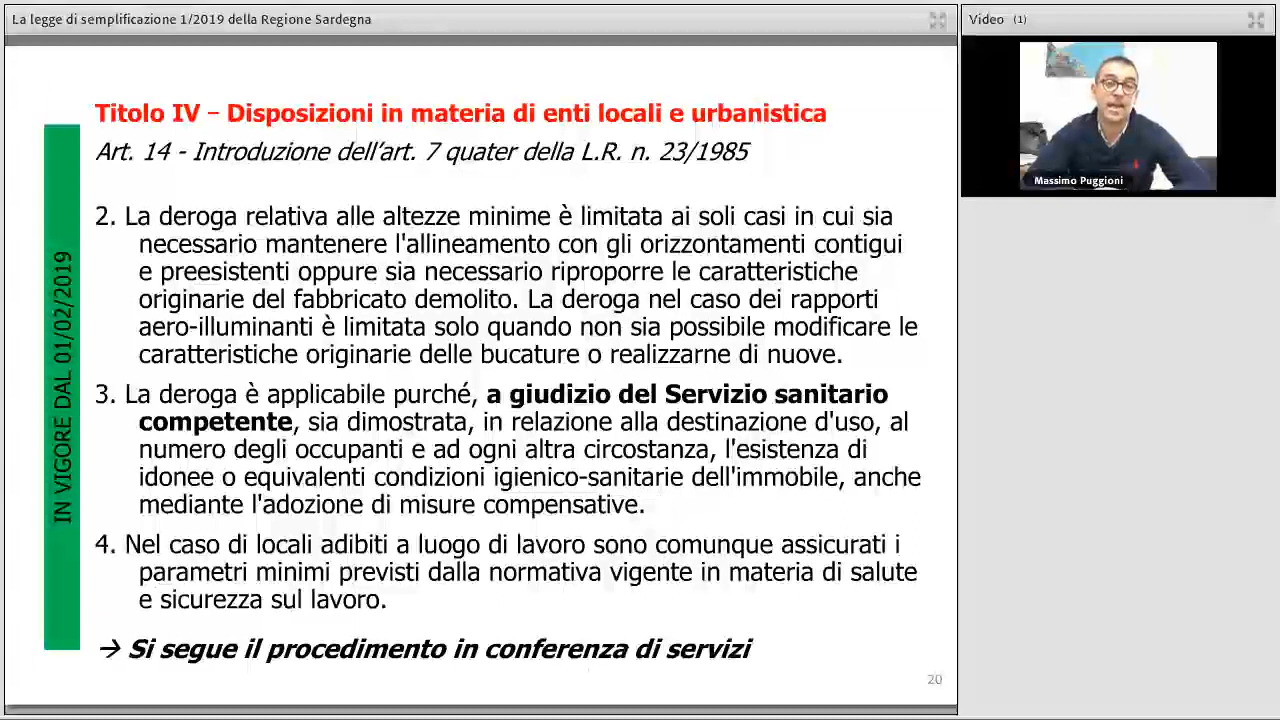 La legge di semplificazione 1/2019 della Regione Sardegna
Video (1)
Massimo Puggioni
Titolo IV – Disposizioni in materia di enti locali e urbanistica
Art. 14 - Introduzione dell'art. 7 quater della L.R. n. 23/1985
IN VIGORE DAL 01/02/2019
2. La deroga relativa alle altezze minime è limitata ai soli casi in cui sia
necessario mantenere l'allineamento con gli orizzontamenti contigui
e preesistenti oppure sia necessario riproporre le caratteristiche
originarie del fabbricato demolito. La deroga nel caso dei rapporti
aero-illuminanti è limitata solo quando non sia possibile modificare le
caratteristiche originarie delle bucature o realizzarne di nuove.
3. La deroga è applicabile purché, a giudizio del Servizio sanitario
competente, sia dimostrata, in relazione alla destinazione d'uso, al
numero degli occupanti e ad ogni altra circostanza, l'esistenza di
idonee o equivalenti condizioni igienico-sanitarie dell'immobile, anche
mediante l'adozione di misure compensative.
4. Nel caso di locali adibiti a luogo di lavoro sono comunque assicurati i
parametri minimi previsti dalla normativa vigente in materia di salute
e sicurezza sul lavoro.
→ Si segue il procedimento in conferenza di servizi
20